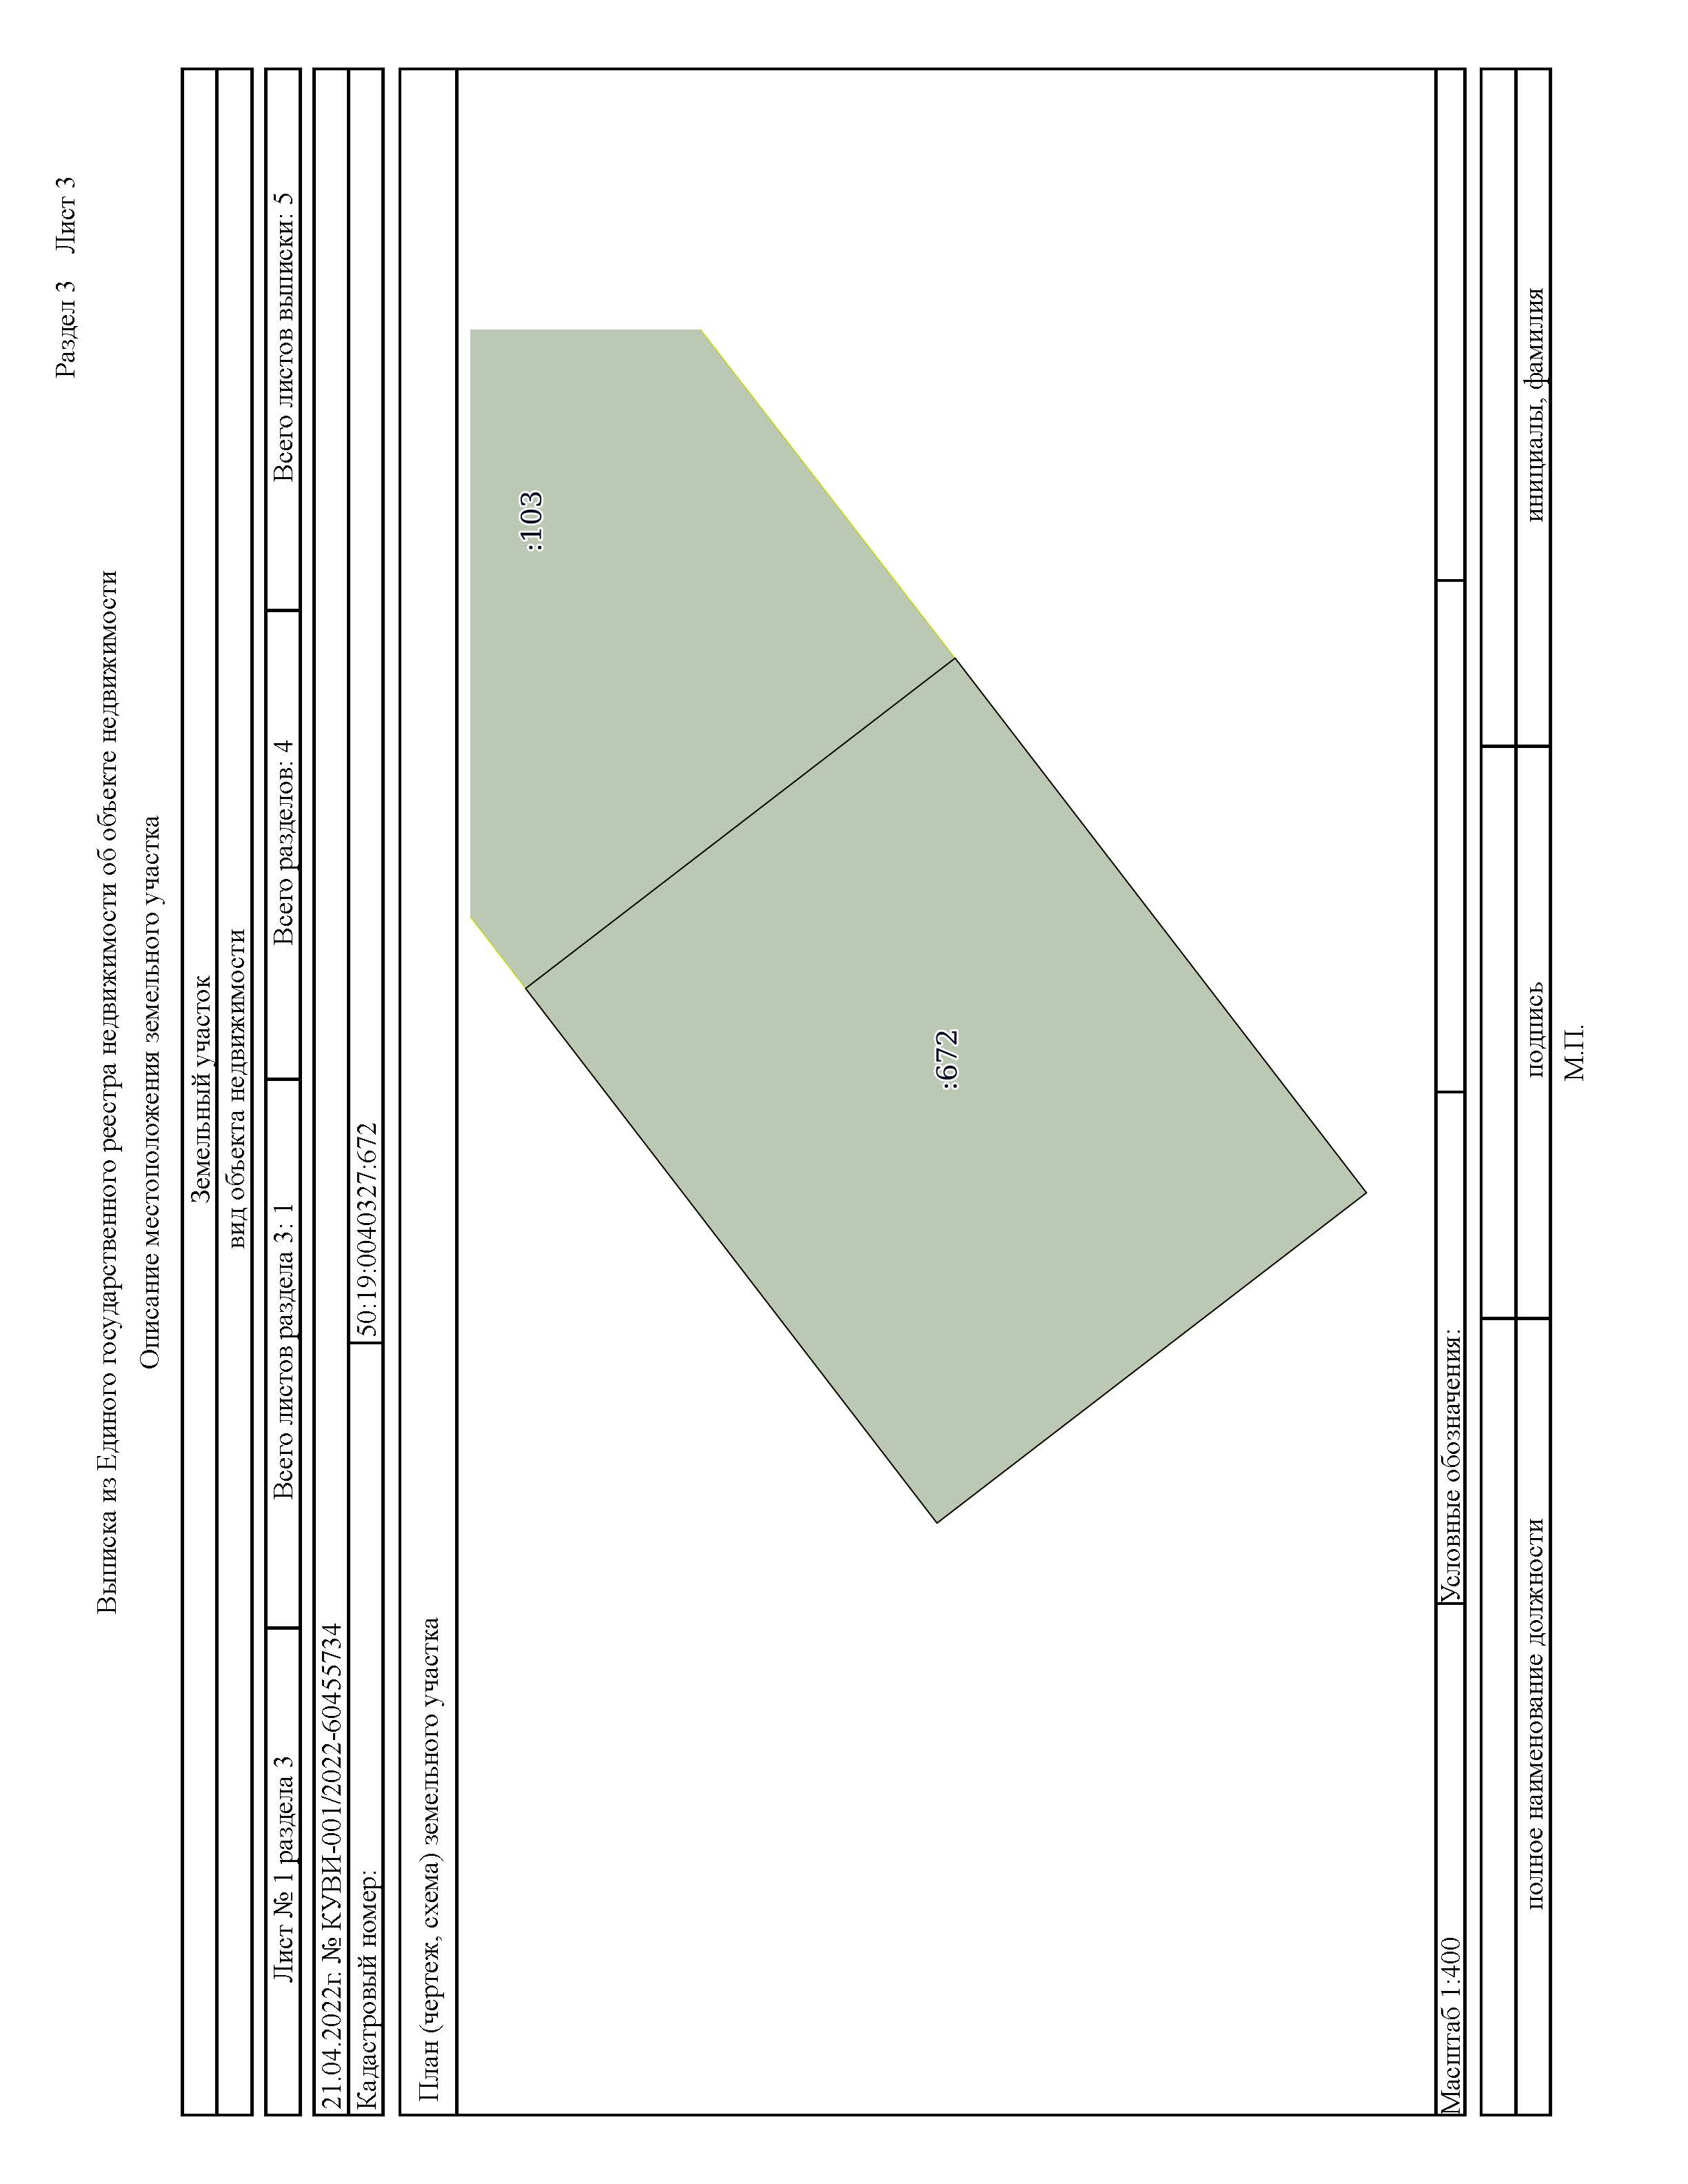 Раздел 3 Лист 3
Выписка из Единого государственного реестра недвижимости об объекте недвижимости
Описание местоположения земельного участка
Земельный участок
вид объекта недвижимости
Лист № 1 раздела 3 Всего листов раздела 3: 1 Всего разделов: 4 Всего листов выписки: 5
21.04.2022г. № КУВИ-001/2022-60455734
Кадастровый номер: 50:19:0040327:672
План (чертеж, схема) земельного участка
:103
:672
Масштаб 1:400 Условные обозначения:
полное наименование должности подпись инициалы, фамилия
М.П.